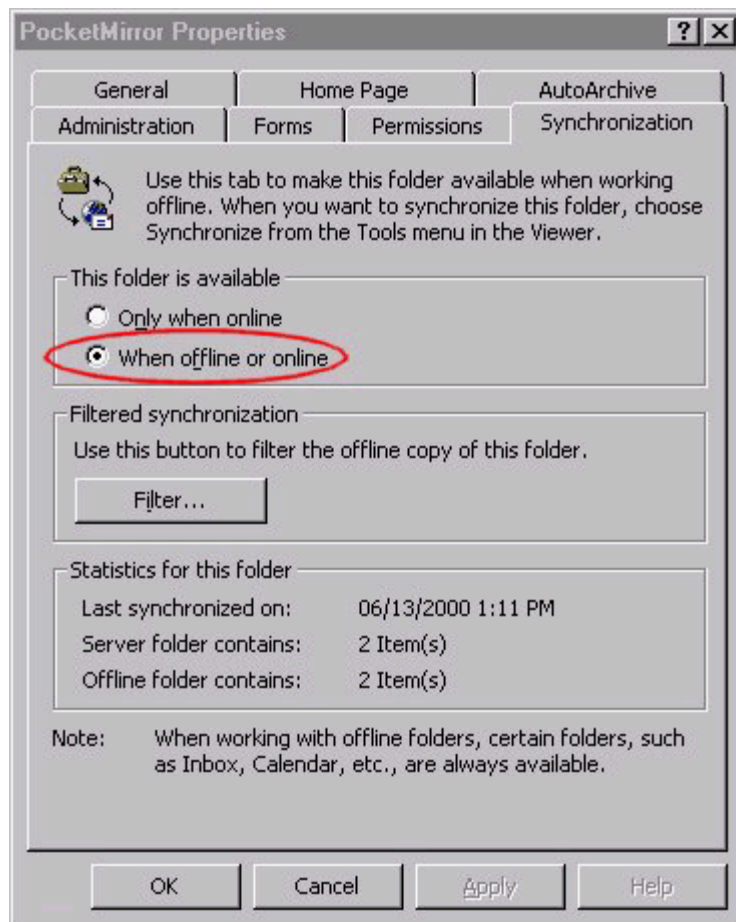 PocketMirror Properties
General Home Page AutoArchive
Administration Forms Permissions Synchronization
Use this tab to make this folder available when working
offline. When you want to synchronize this folder, choose
Synchronize from the Tools menu in the Viewer.
This folder is available
Only when online
When offline or online
Filtered synchronization
Use this button to filter the offline copy of this folder.
Filter...
Statistics for this folder
Last synchronized on: 06/13/2000 1:11 PM
Server folder contains: 2 Item(s)
Offline folder contains: 2 Item(s)
Note: When working with offline folders, certain folders, such
as Inbox, Calendar, etc., are always available.
OK Cancel Apply Help